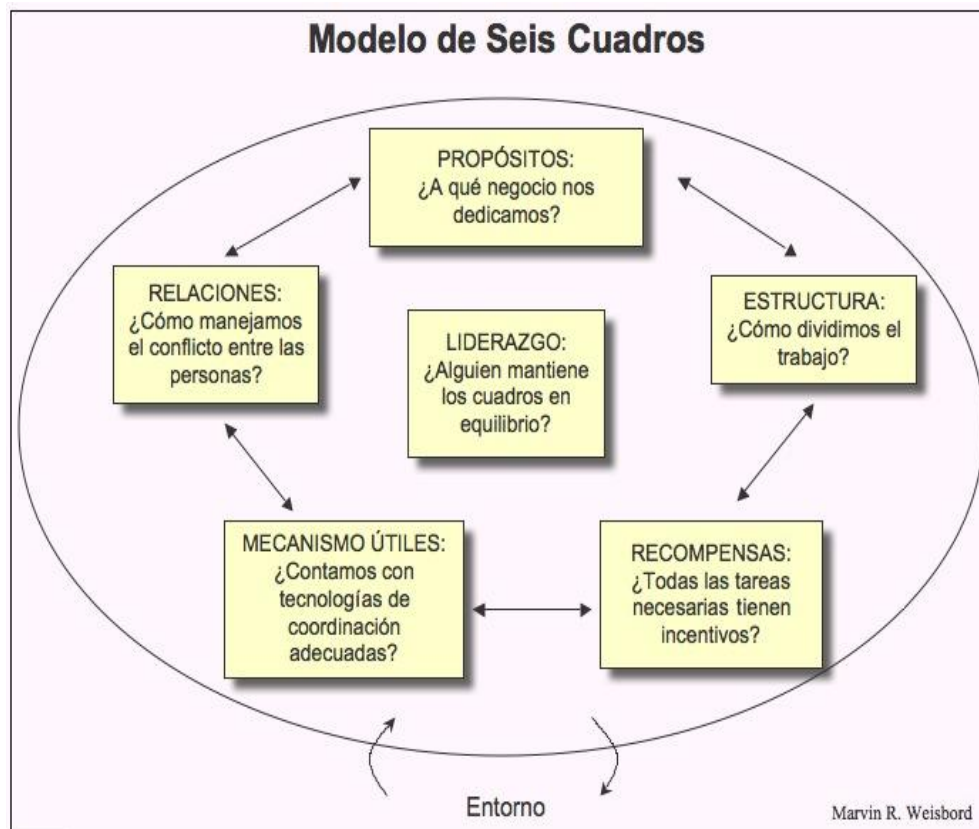 Modelo de Seis Cuadros
PROPÓSITOS:
¿A qué negocio nos
dedicamos?
RELACIONES:
¿Cómo manejamos
el conflicto entre las
personas?
LIDERAZGO:
¿Alguien mantiene
los cuadros en
equilibrio?
ESTRUCTURA:
¿Cómo dividimos el
trabajo?
MECANISMO ÚTILES:
¿Contamos con
tecnologías de
coordinación
adecuadas?
RECOMPENSAS:
¿Todas las tareas
necesarias tienen
incentivos?
Entorno
Marvin R. Weisbord